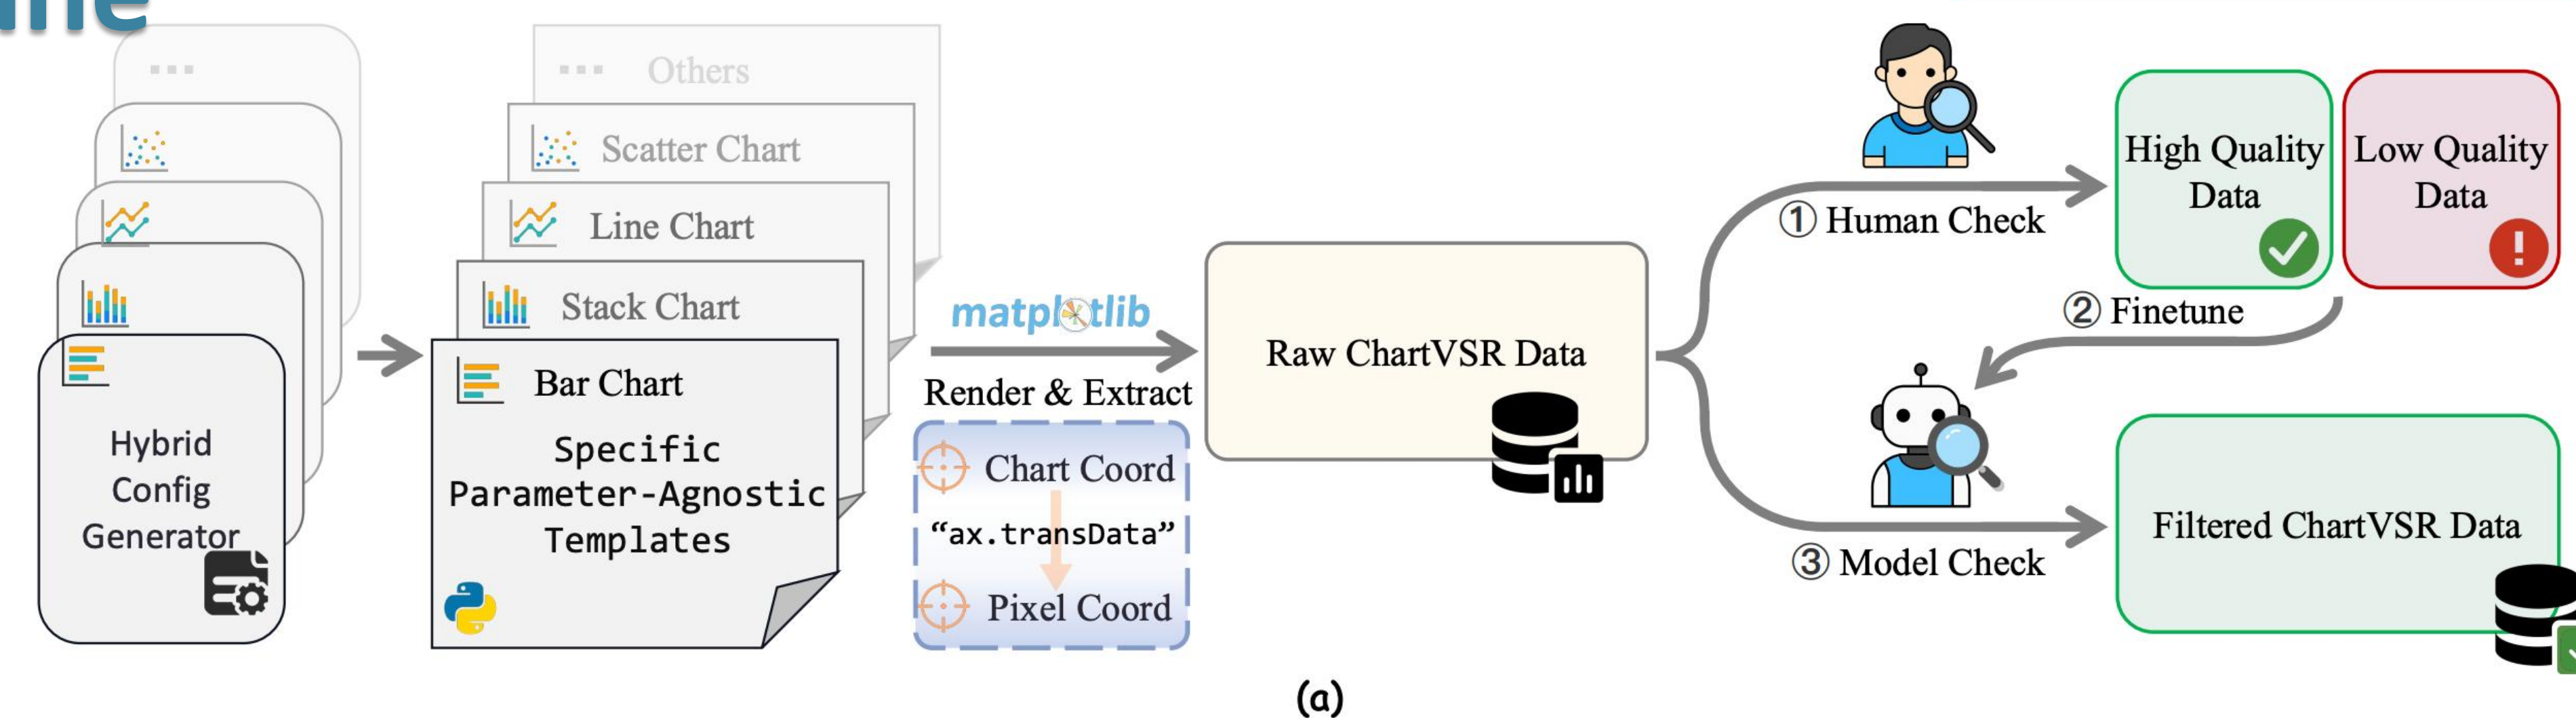 Others
Scatter Chart
Line Chart
Stack Chart
Bar Chart
Specific
Parameter-Agnostic
Templates
Hybrid
Config
Generator
matplotlib
Render & Extract
Chart Coord
“ax.transData”
Pixel Coord
Raw ChartVSR Data
① Human Check
High Quality
Data
Low Quality
Data
② Finetune
③ Model Check
Filtered ChartVSR Data
(a)